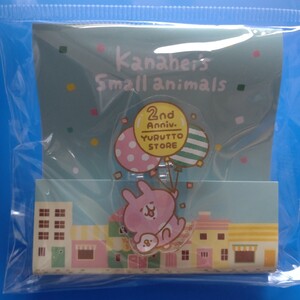 Kanahei's
Small animals
2nd
Anniv.
YURUTTO
STORE